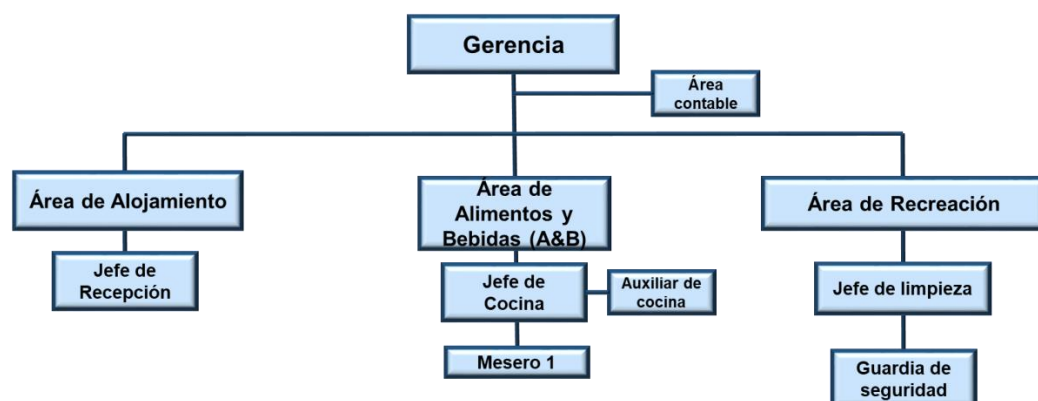 Gerencia
Área
contable
Área de Alojamiento
Área de
Alimentos y
Bebidas (A&B)
Área de Recreación
Jefe de
Recepción
Jefe de
Cocina
Auxiliar de
cocina
Jefe de limpieza
Mesero 1
Guardia de
seguridad